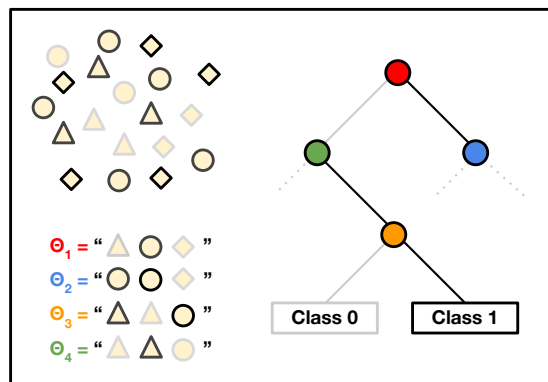 Θ1 = “ ”
Θ2 = “ ”
Θ3 = “ ”
Θ4 = “ ”
Class 0
Class 1